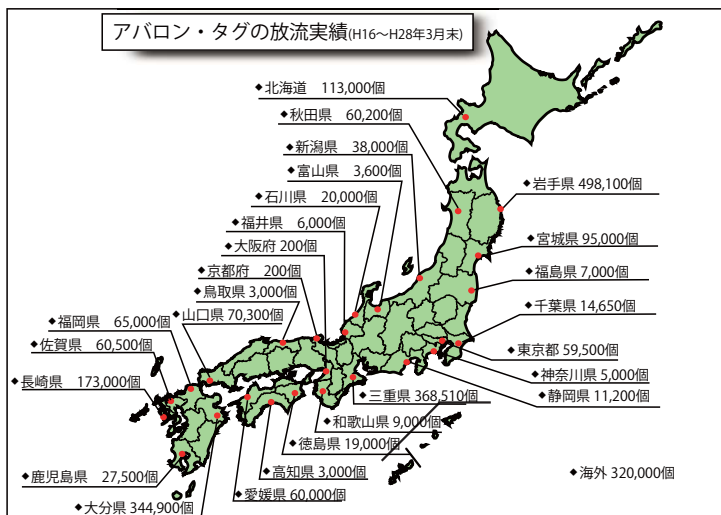 アバロン・タグの放流実績(H16〜H28年3月末)
◆北海道 113,000個
◆秋田県 60,200個
◆新潟県 38,000個
◆富山県 3,600個
◆石川県 20,000個
◆福井県 6,000個
◆大阪府 200個
◆京都府 200個
◆鳥取県 3,000個
◆山口県 70,300個
◆福岡県 65,000個
◆佐賀県 60,500個
◆長崎県 173,000個
◆岩手県 498,100個
◆宮城県 95,000個
◆福島県 7,000個
◆千葉県 14,650個
◆東京都 59,500個
◆神奈川県 5,000個
◆静岡県 11,200個
◆三重県 368,510個
◆和歌山県 9,000個
◆徳島県 19,000個
◆高知県 3,000個
◆愛媛県 60,000個
◆鹿児島県 27,500個
◆大分県 344,900個
◆海外 320,000個